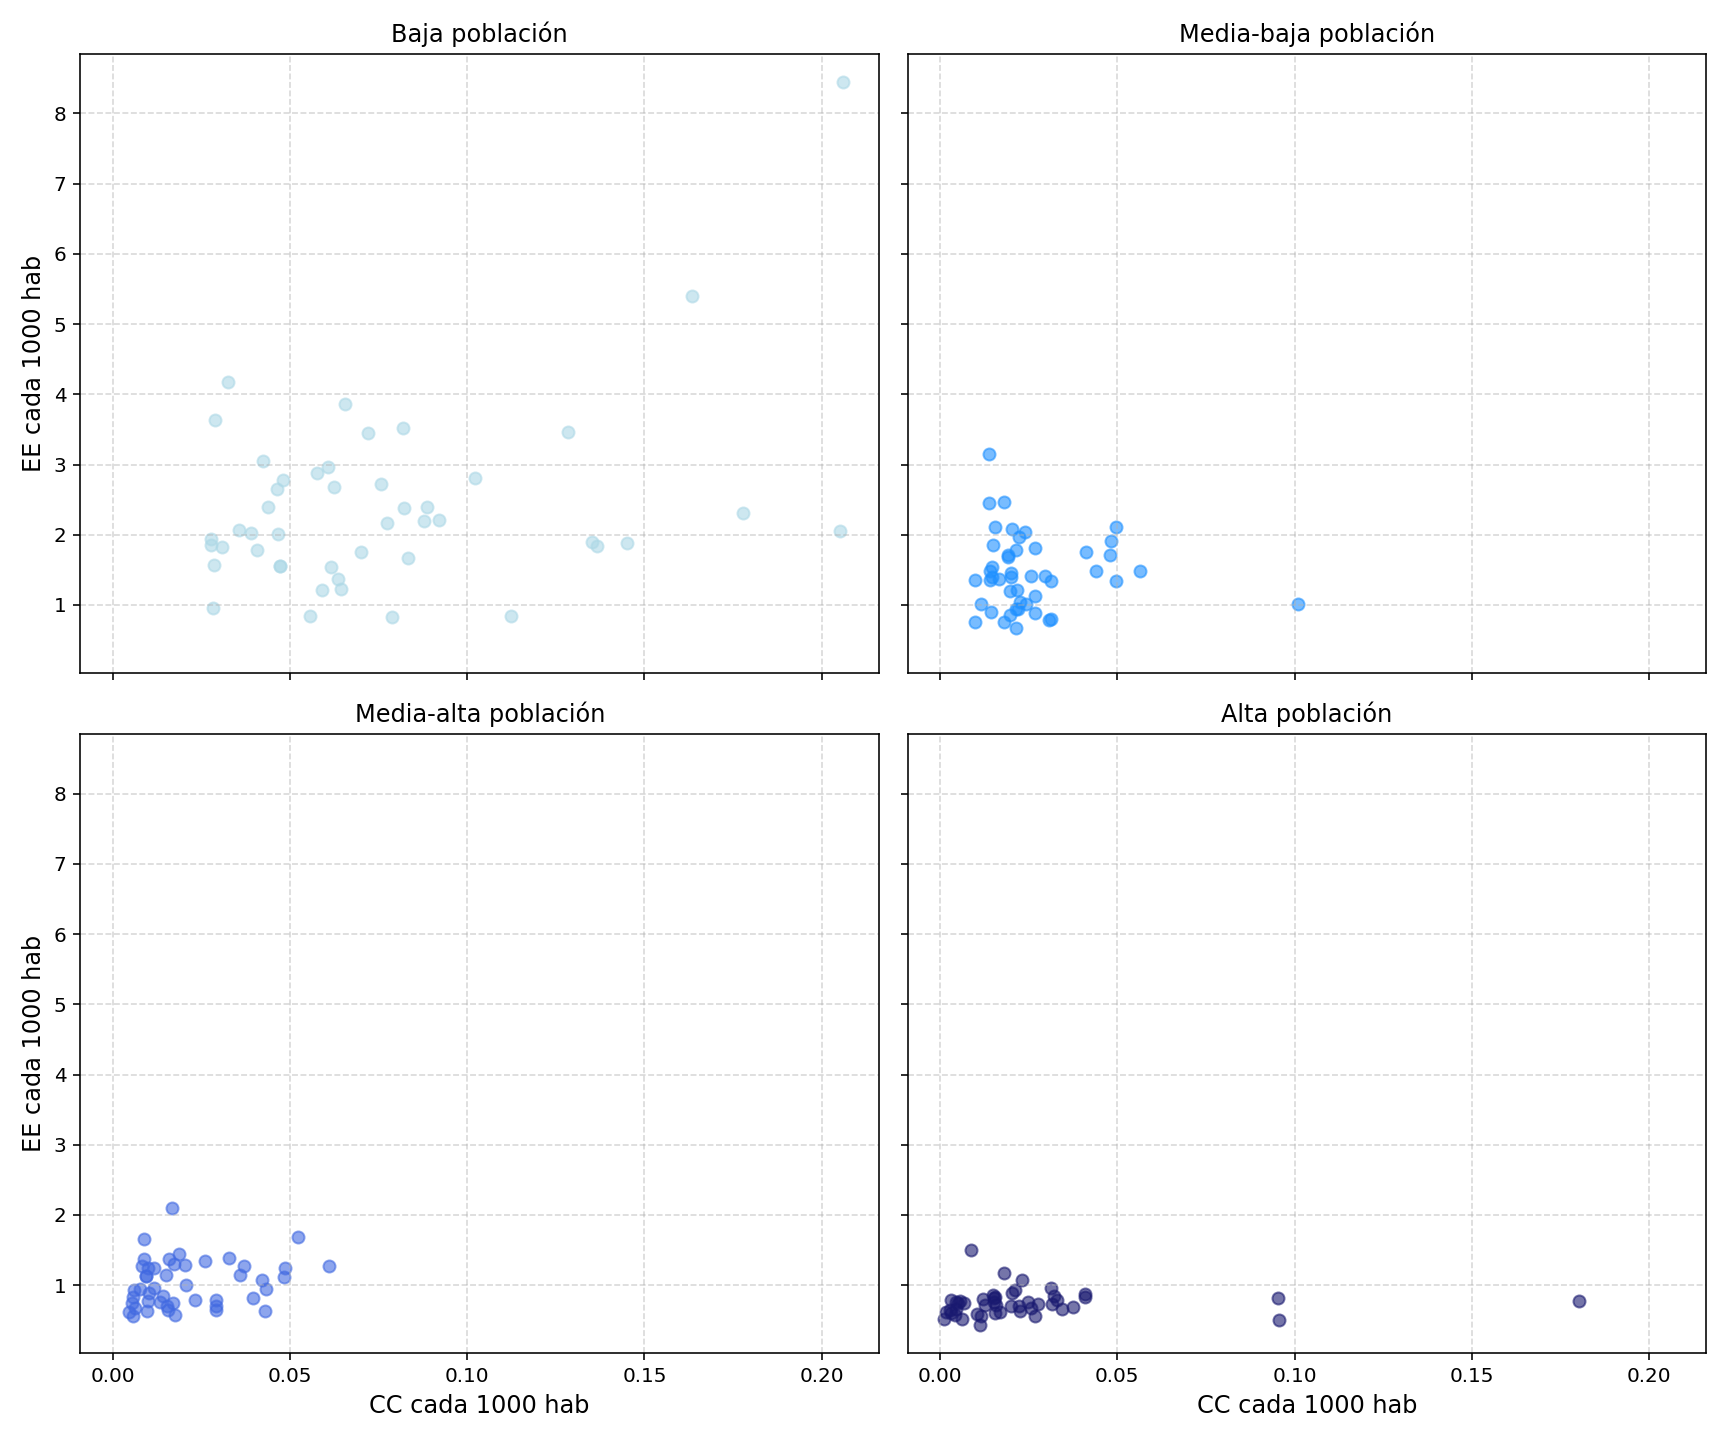 Baja población
Media-baja población
EE cada 1000 hab
8
7
6
5
4
3
2
1
Media-alta población
Alta población
EE cada 1000 hab
8
7
6
5
4
3
2
1
0.00 0.05 0.10 0.15 0.20
0.00 0.05 0.10 0.15 0.20
CC cada 1000 hab
CC cada 1000 hab